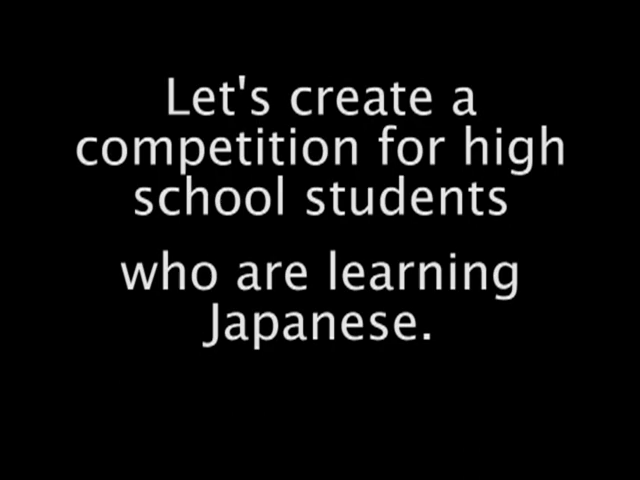 Let's create a
competition for high
school students
who are learning
Japanese.